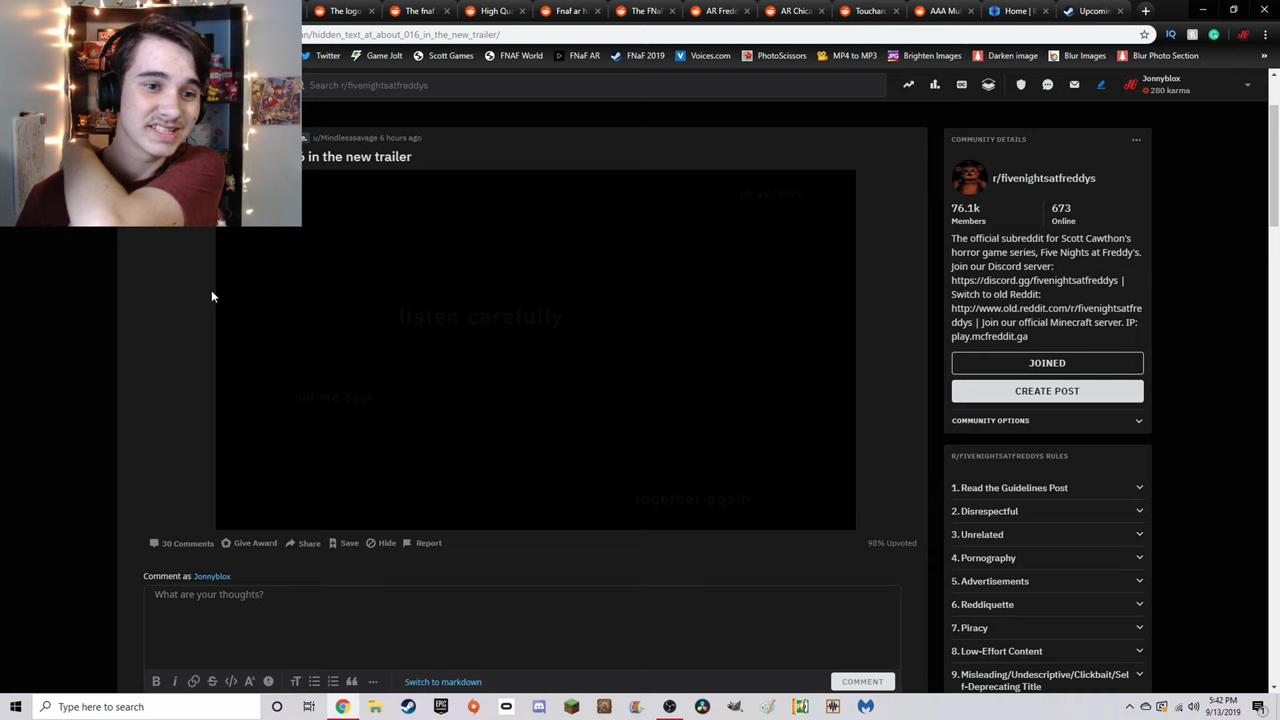 The logo
The fnaf
High Qua
Fnaf ar h
The FNa
AR Fred
AR Chic
Touchar
AAA Mu
Home |
Upcomin
an/hidden_text_at_about_016_in_the_new_trailer/
Game Jolt
Scott Games
FNAF World
FNAF AR
FNAF 2019
Voices.com
PhotoScissors
MP4 to MP3
Brighten Images
Darken image
Blur Images
Blur Photo Section
Search r/fivenightsatfreddys
Jonnyblox
280 karma
u/Mindlesssavage 6 hours ago
6 in the new trailer
to survive
listen carefully
put me back
together again
30 Comments
Give Award
Share
Save
Hide
Report
98% Upvoted
Comment as Jonnyblox
What are your thoughts?
Switch to markdown
COMMENT
COMMUNITY DETAILS
r/fivenightsatfreddys
76.1k 673
Members Online
The official subreddit for Scott Cawthon's
horror game series, Five Nights at Freddy's.
Join our Discord server:
https://discord.gg/fivenightsatfreddys |
Switch to old Reddit:
http://www.old.reddit.com/r/fivenightsatfre
ddys | Join our official Minecraft server. IP:
play.mcfreddit.ga
JOINED
CREATE POST
COMMUNITY OPTIONS
R/FIVENIGHTSATFREDDYS RULES
1. Read the Guidelines Post
2. Disrespectful
3. Unrelated
4. Pornography
5. Advertisements
6. Reddiquette
7. Piracy
8. Low-Effort Content
9. Misleading/Undescriptive/Clickbait/Sel
f-Deprecating Title
Type here to search
5:42 PM
9/13/2019